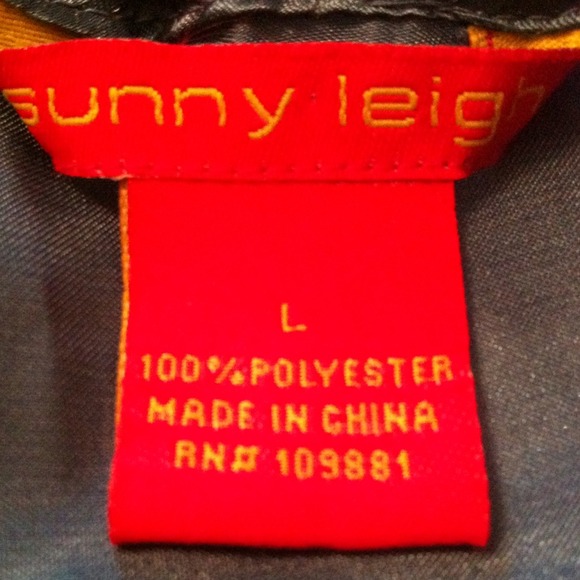 sunny leigh
L
100% POLYESTER
MADE IN CHINA
RN# 109881